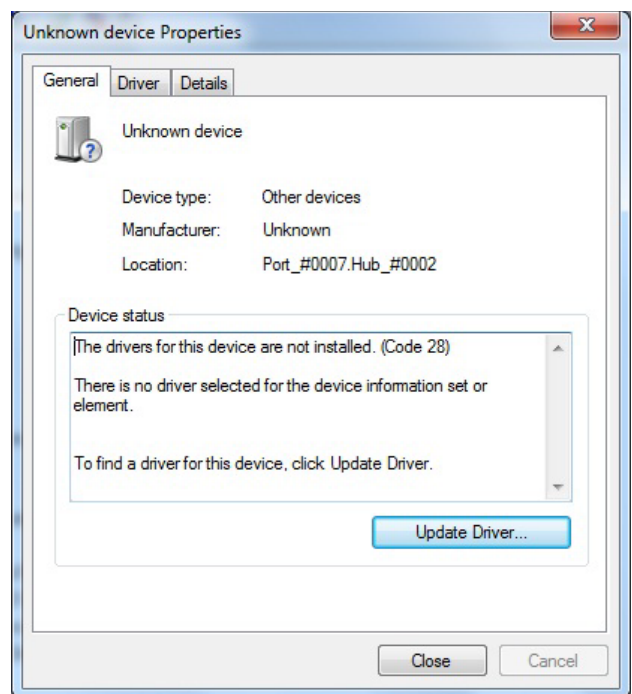 Unknown device Properties
General Driver Details
Unknown device
Device type: Other devices
Manufacturer: Unknown
Location: Port_#0007.Hub_#0002
Device status
The drivers for this device are not installed. (Code 28)
There is no driver selected for the device information set or
element.
To find a driver for this device, click Update Driver.
Update Driver...
Close Cancel